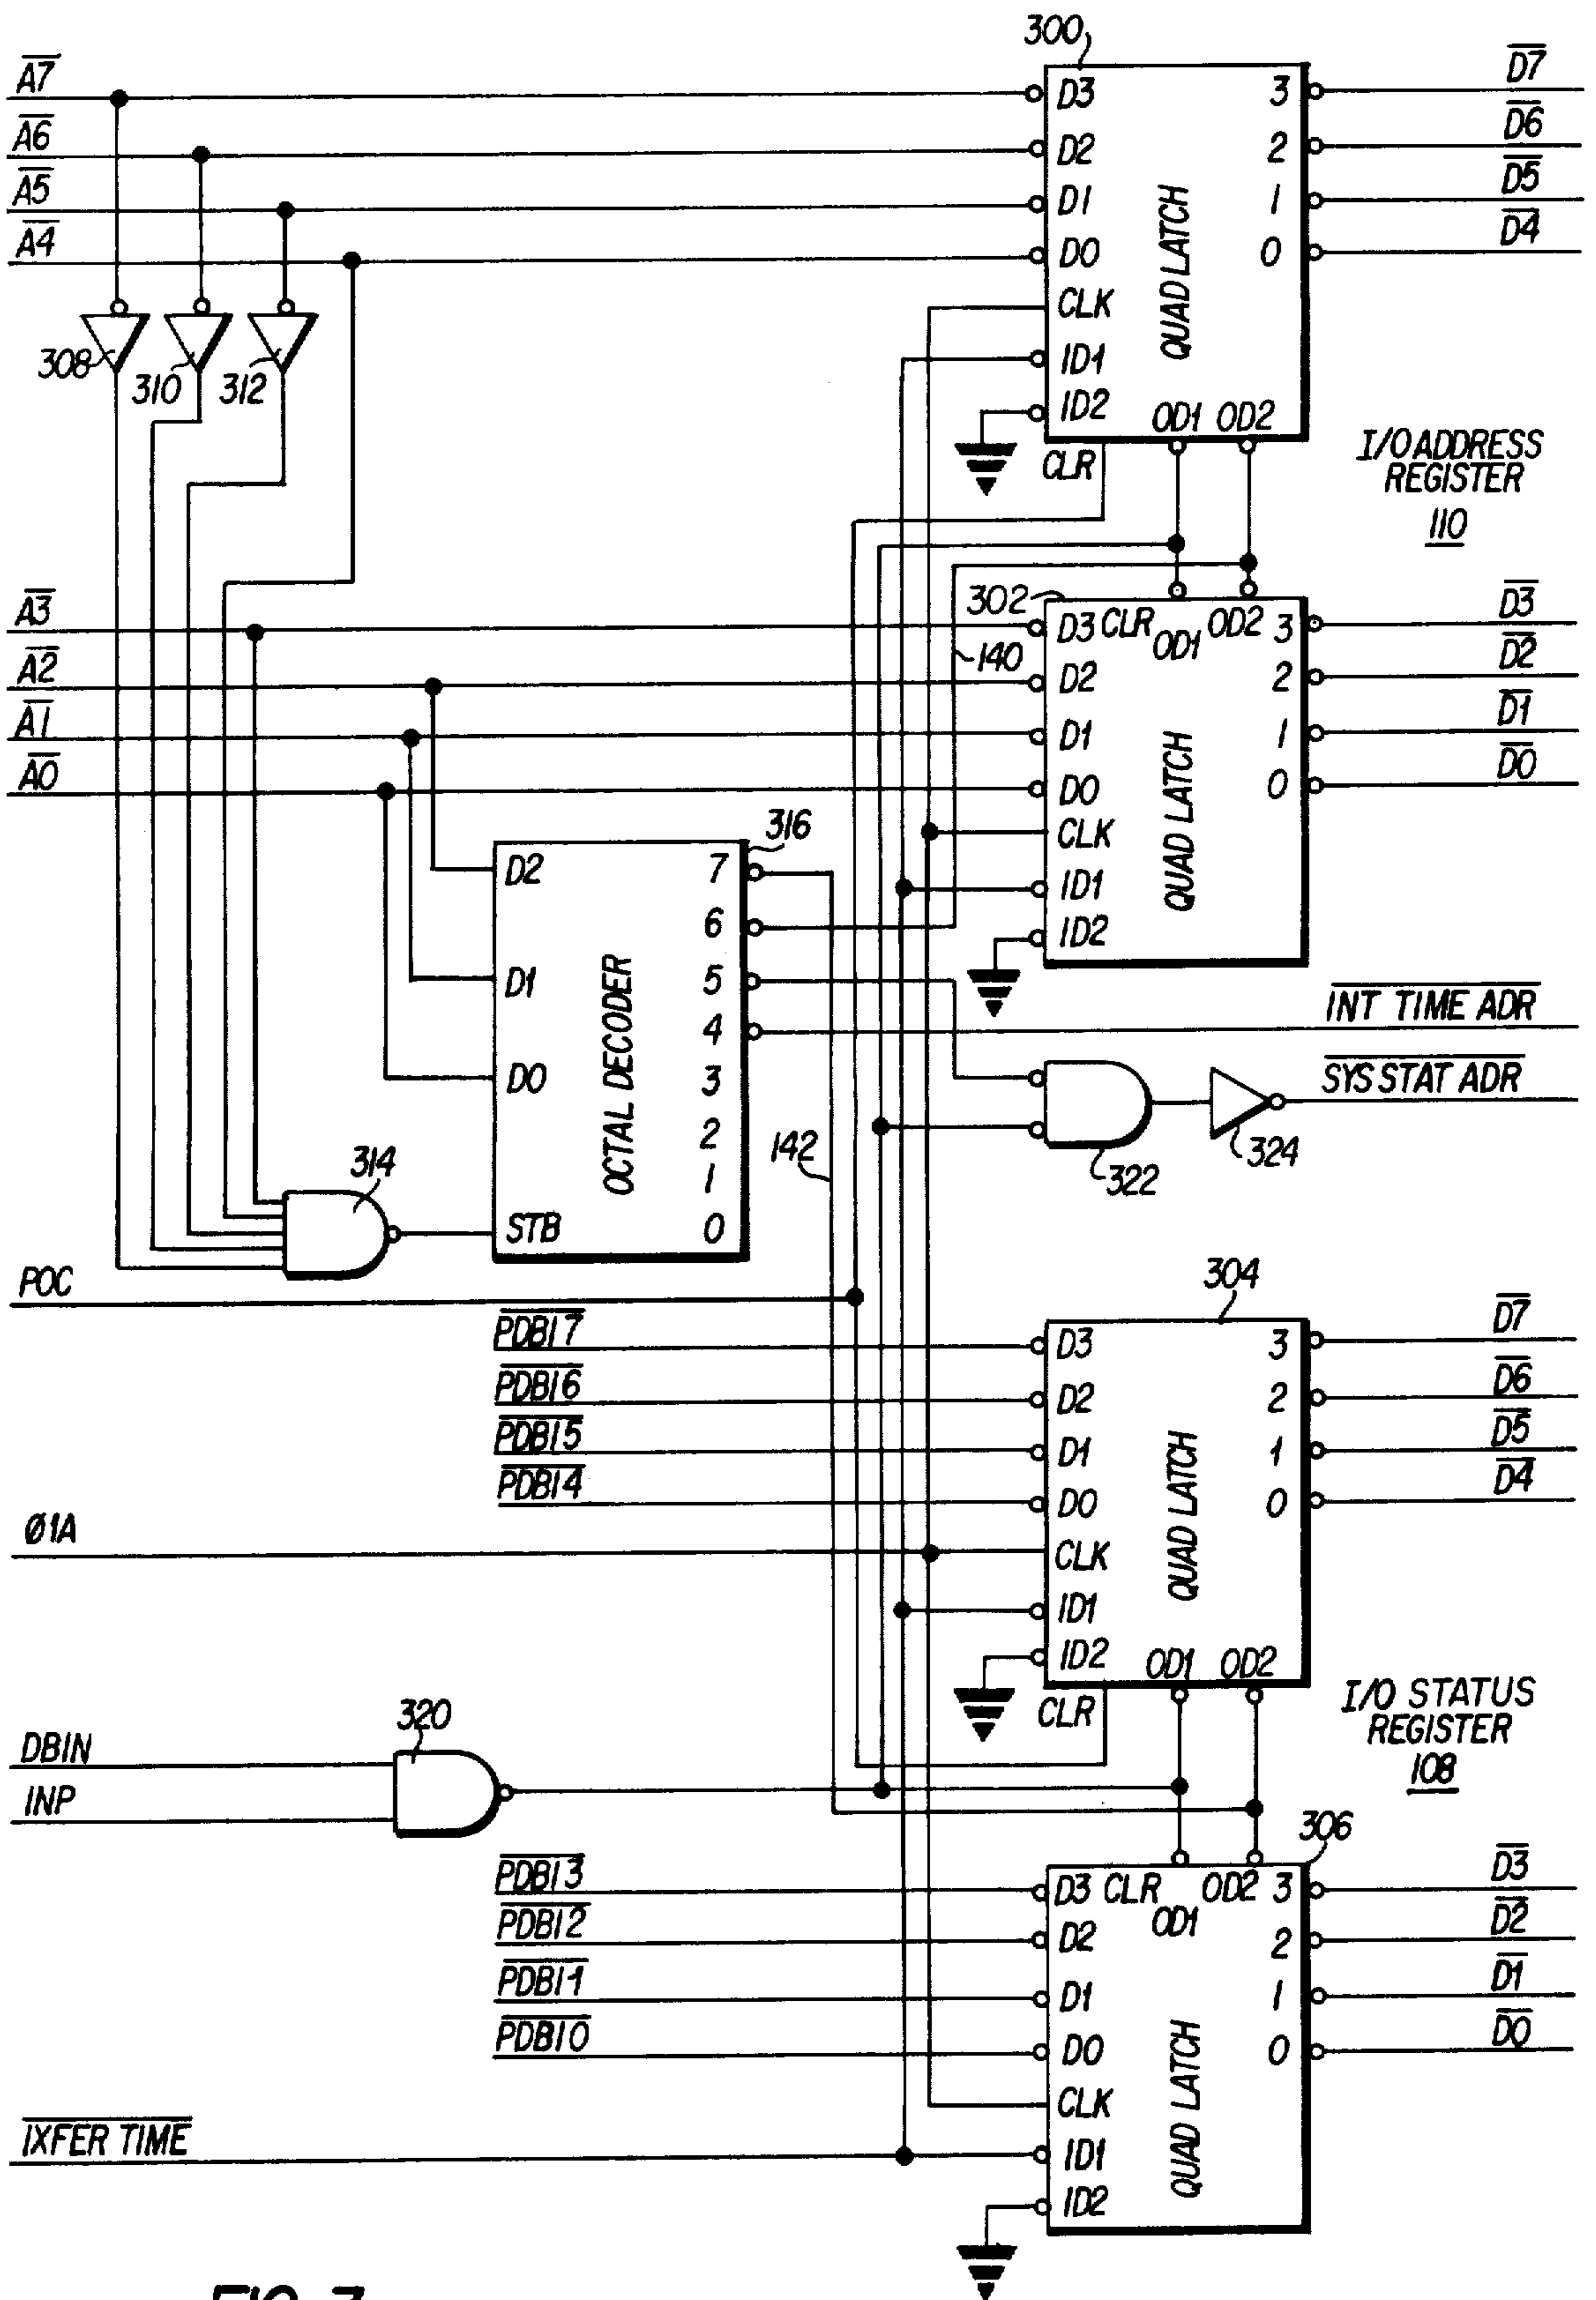 300
A7
A6
A5
A4
D3
D2
D1
D0
CLK
ID1
ID2
CLR
OD1 OD2
QUAD LATCH
3
2
1
0
D7
D6
D5
D4
308
310
312
I/O ADDRESS
REGISTER
110
A3
A2
A1
A0
302
140
D3 CLR OD1 OD2 3
D2
D1
D0
CLK
ID1
ID2
QUAD LATCH
2
1
0
D3
D2
D1
D0
316
D2
D1
D0
STB
OCTAL DECODER
7
6
5
4
3
2
1
0
314
142
INT TIME ADR
SYS STAT ADR
322
324
POC
304
PDBI7
PDBI6
PDBI5
PDBI4
Ø1A
D3
D2
D1
D0
CLK
ID1
ID2
CLR
OD1 OD2
QUAD LATCH
3
2
1
0
D7
D6
D5
D4
I/O STATUS
REGISTER
108
320
DBIN
INP
306
PDBI3
PDBI2
PDBI1
PDBI0
IXFER TIME
D3 CLR OD1 OD2 3
D2
D1
D0
CLK
ID1
ID2
QUAD LATCH
2
1
0
D3
D2
D1
D0